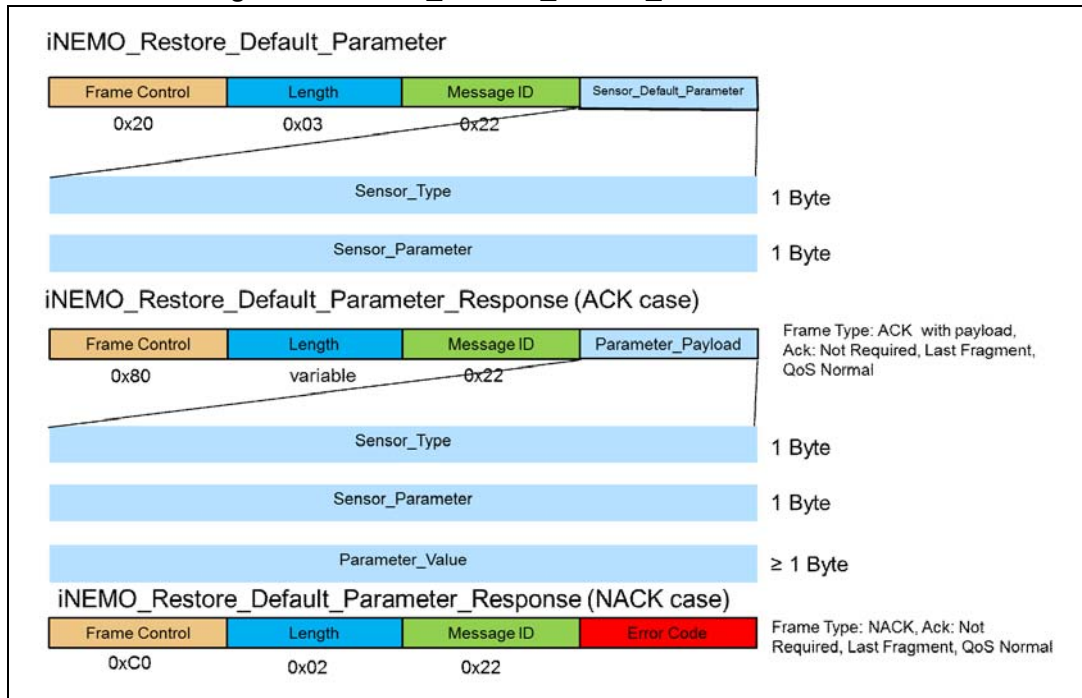 iNEMO_Restore_Default_Parameter
Frame Control Length Message ID Sensor_Default_Parameter
0x20 0x03 0x22
Sensor_Type 1 Byte
Sensor_Parameter 1 Byte
iNEMO_Restore_Default_Parameter_Response (ACK case)
Frame Control Length Message ID Parameter_Payload
0x80 variable 0x22
Frame Type: ACK with payload,
Ack: Not Required, Last Fragment,
QoS Normal
Sensor_Type 1 Byte
Sensor_Parameter 1 Byte
Parameter_Value ≥ 1 Byte
iNEMO_Restore_Default_Parameter_Response (NACK case)
Frame Control Length Message ID Error Code
0xC0 0x02 0x22
Frame Type: NACK, Ack: Not
Required, Last Fragment, QoS Normal